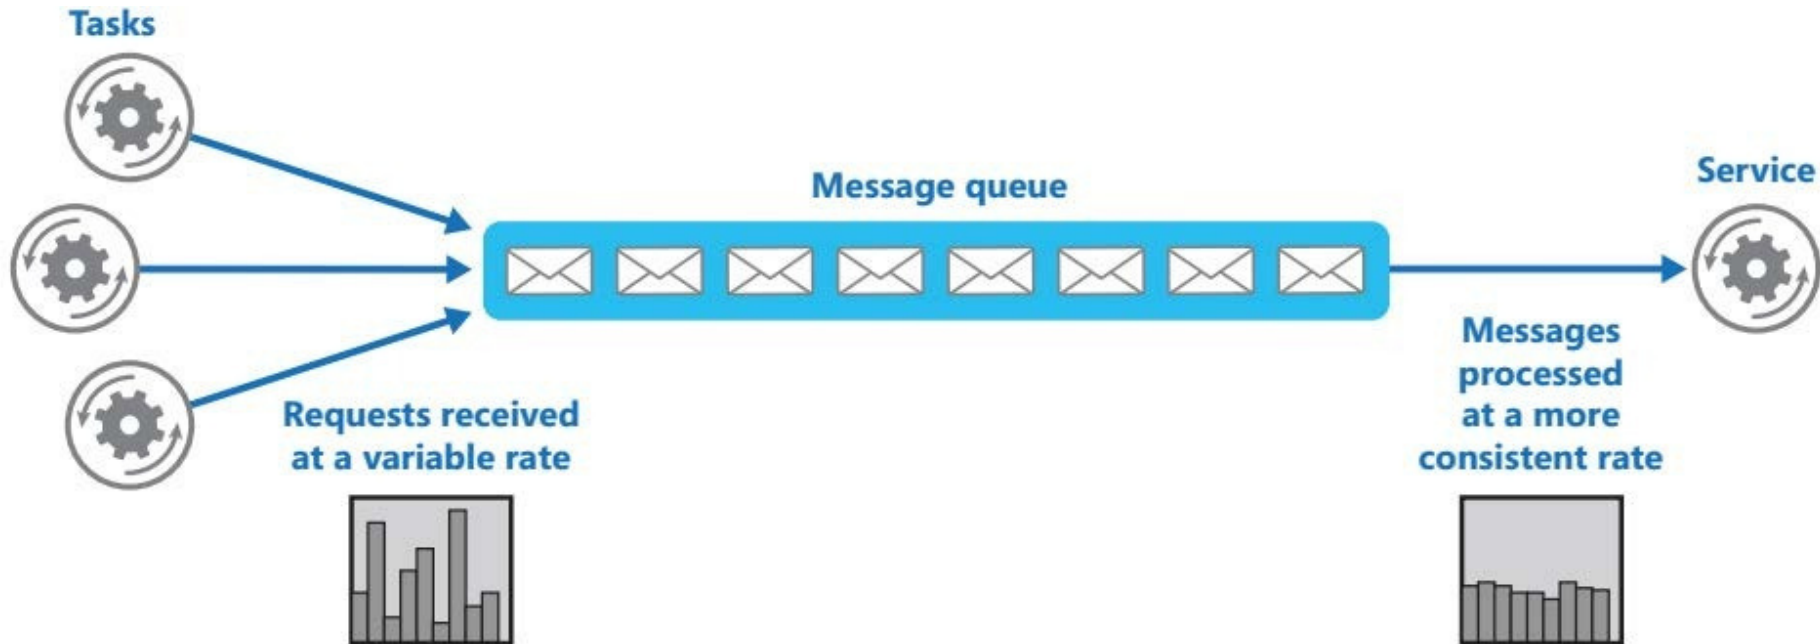 Tasks
Message queue
Service
Requests received
at a variable rate
Messages
processed
at a more
consistent rate